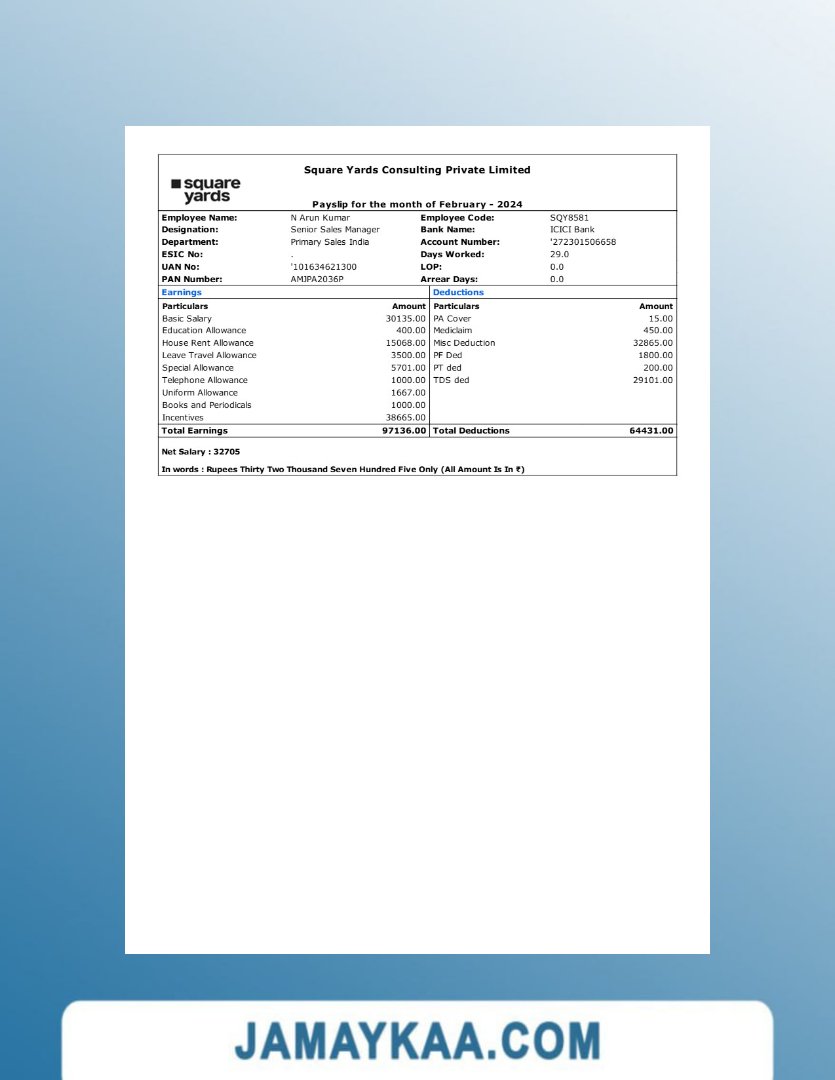 Square Yards Consulting Private Limited
square
yards
Payslip for the month of February - 2024
Employee Name: N Arun Kumar Employee Code: SQY8581
Designation: Senior Sales Manager Bank Name: ICICI Bank
Department: Primary Sales India Account Number: '272301506658
ESIC No: . Days Worked: 29.0
UAN No: '101634621300 LOP: 0.0
PAN Number: AMJPA2036P Arrear Days: 0.0
Earnings Deductions
Particulars Amount Particulars Amount
Basic Salary 30135.00 PA Cover 15.00
Education Allowance 400.00 Mediclaim 450.00
House Rent Allowance 15068.00 Misc Deduction 32865.00
Leave Travel Allowance 3500.00 PF Ded 1800.00
Special Allowance 5701.00 PT ded 200.00
Telephone Allowance 1000.00 TDS ded 29101.00
Uniform Allowance 1667.00
Books and Periodicals 1000.00
Incentives 38665.00
Total Earnings 97136.00 Total Deductions 64431.00
Net Salary : 32705
In words : Rupees Thirty Two Thousand Seven Hundred Five Only (All Amount Is In ₹)
JAMAYKAA.COM